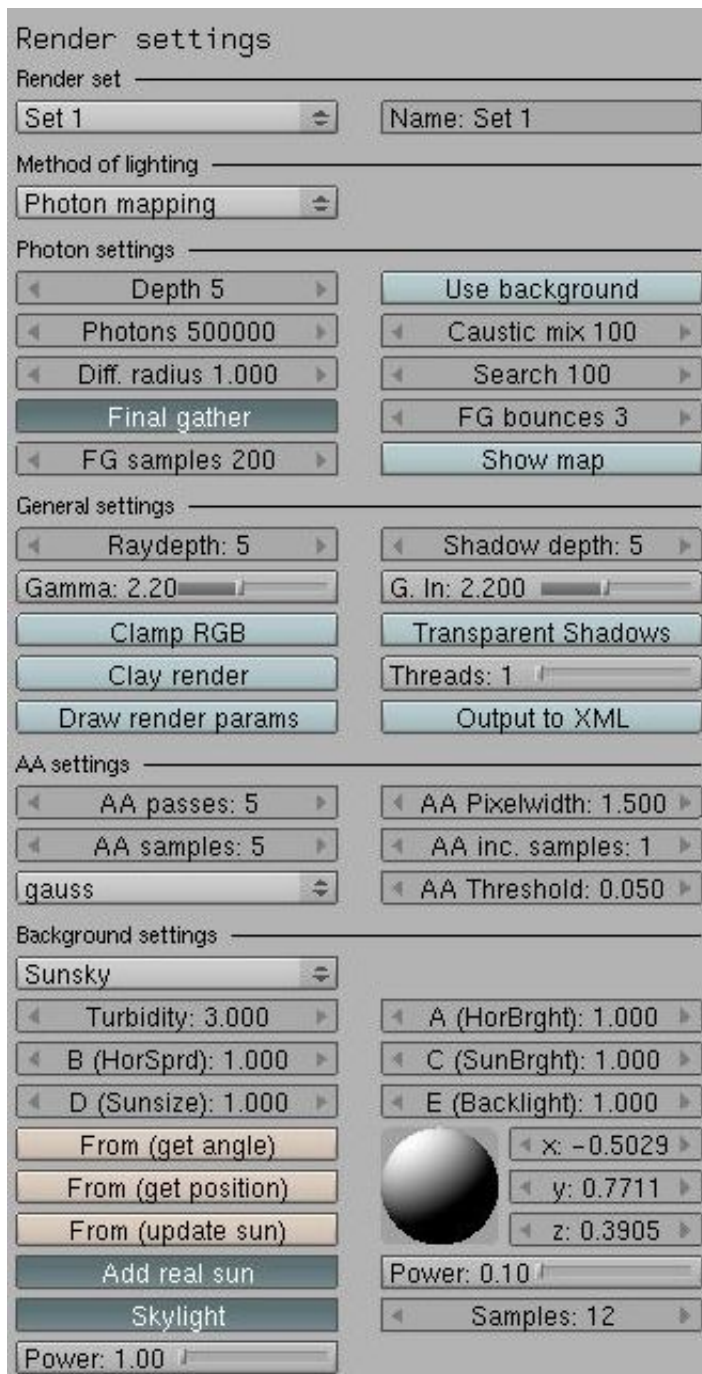 Render settings
Render set
Set 1 Name: Set 1
Method of lighting
Photon mapping
Photon settings
Depth 5 Use background
Photons 500000 Caustic mix 100
Diff. radius 1.000 Search 100
Final gather FG bounces 3
FG samples 200 Show map
General settings
Raydepth: 5 Shadow depth: 5
Gamma: 2.20 G. In: 2.200
Clamp RGB Transparent Shadows
Clay render Threads: 1
Draw render params Output to XML
AA settings
AA passes: 5 AA Pixelwidth: 1.500
AA samples: 5 AA inc. samples: 1
gauss AA Threshold: 0.050
Background settings
Sunsky
Turbidity: 3.000 A (HorBrght): 1.000
B (HorSprd): 1.000 C (SunBrght): 1.000
D (Sunsize): 1.000 E (Backlight): 1.000
From (get angle) x: -0.5029
From (get position) y: 0.7711
From (update sun) z: 0.3905
Add real sun Power: 0.10
Skylight Samples: 12
Power: 1.00